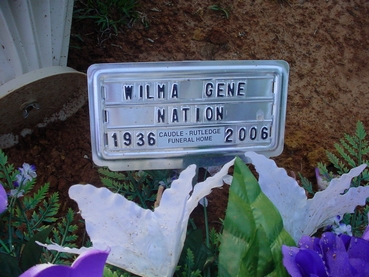 WILMA GENE
NATION
1936 CAUDLE - RUTLEDGE 2006
FUNERAL HOME